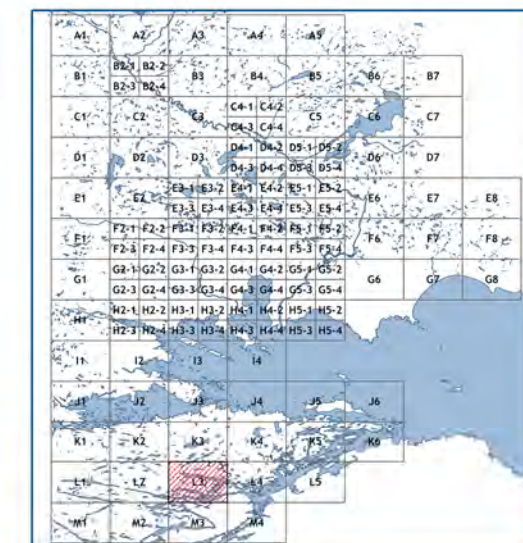 A1 A2 A3 A4 A5
B2-1 B2-2
B1 B3 B4 B5 B6 B7
B2-3 B2-4
C4-1 C4-2
C1 C2 C3 C5 C6 C7
C4-3 C4-4
D4-1 D4-2 D5-1 D5-2
D1 D2 D3 D6 D7
D4-3 D4-4 D5-3 D5-4
E3-1 E3-2 E4-1 E4-2 E5-1 E5-2
E1 E2 E6 E7 E8
E3-3 E3-4 E4-3 E4-4 E5-3 E5-4
F2-1 F2-2 F3-1 F3-2 F4-1 F4-2 F5-1 F5-2
F1 F6 F7 F8
F2-3 F2-4 F3-3 F3-4 F4-3 F4-4 F5-3 F5-4
G2-1 G2-2 G3-1 G3-2 G4-1 G4-2 G5-1 G5-2
G1 G6 G7 G8
G2-3 G2-4 G3-3 G3-4 G4-3 G4-4 G5-3 G5-4
H2-1 H2-2 H3-1 H3-2 H4-1 H4-2 H5-1 H5-2
H1
H2-3 H2-4 H3-3 H3-4 H4-3 H4-4 H5-3 H5-4
I1 I2 I3 I4
J1 J2 J3 J4 J5 J6
K1 K2 K3 K4 K5 K6
L1 L2 L3 L4 L5
M1 M2 M3 M4